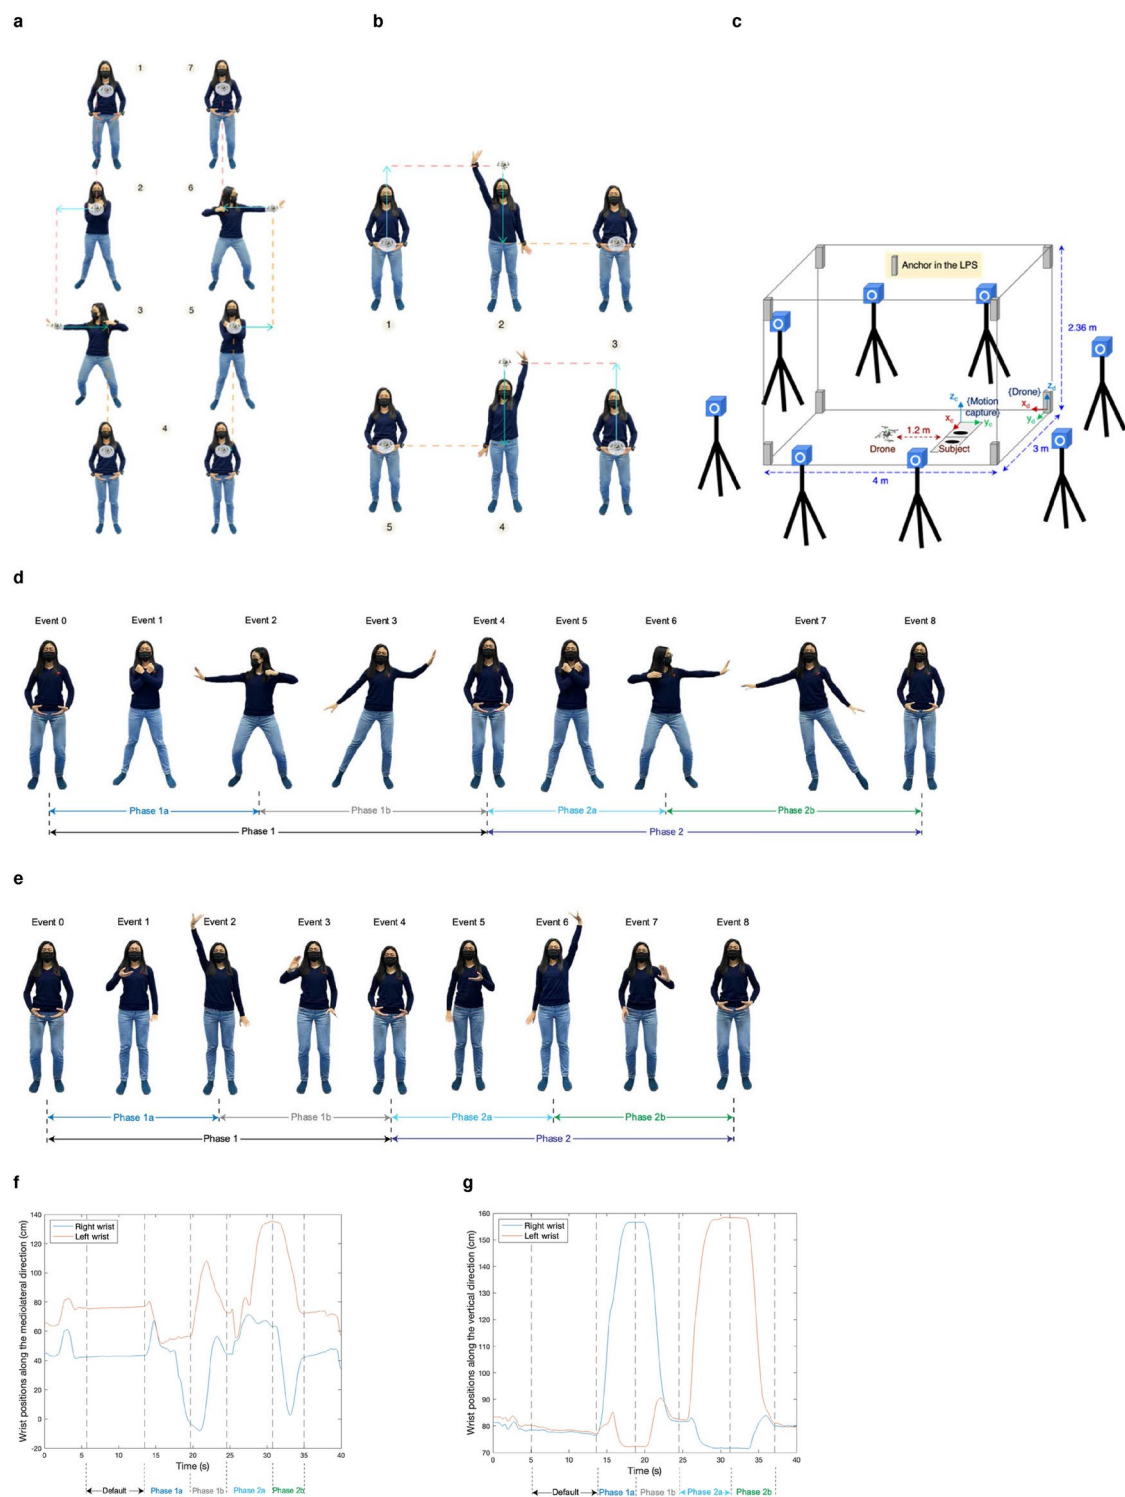 a
b
c
1
7
2
6
3
5
4
1
2
3
5
4
Anchor in the LPS
2.36 m
{Drone}
z_d
{Motion
capture}
z_c
x_d
x_c
y_c
y_d
1.2 m
3 m
Drone
Subject
4 m
d
Event 0
Event 1
Event 2
Event 3
Event 4
Event 5
Event 6
Event 7
Event 8
Phase 1a
Phase 1b
Phase 2a
Phase 2b
Phase 1
Phase 2
e
Event 0
Event 1
Event 2
Event 3
Event 4
Event 5
Event 6
Event 7
Event 8
Phase 1a
Phase 1b
Phase 2a
Phase 2b
Phase 1
Phase 2
f
Wrist positions along the mediolateral direction (cm)
140
120
100
80
60
40
20
0
-20
Right wrist
Left wrist
0 5 10 15 20 25 30 35 40
Time (s)
Default
Phase 1a
Phase 1b
Phase 2a
Phase 2b
g
Wrist positions along the vertical direction (cm)
160
150
140
130
120
110
100
90
80
70
Right wrist
Left wrist
0 5 10 15 20 25 30 35 40
Time (s)
Default
Phase 1a
Phase 1b
Phase 2a
Phase 2b